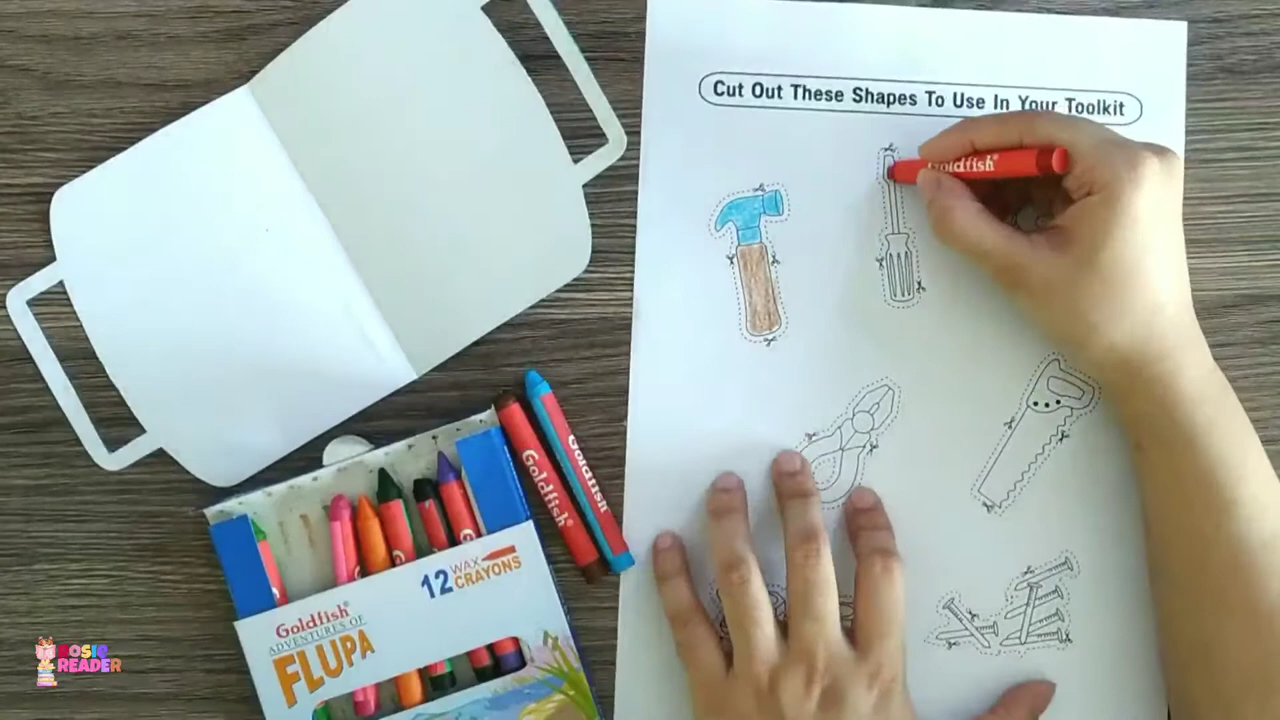 Cut Out These Shapes To Use In Your Toolkit
Goldfish
Goldfish
Goldfish
12 WAX CRAYONS
Goldfish
ADVENTURES OF
FLUPA
ROSIE
READER